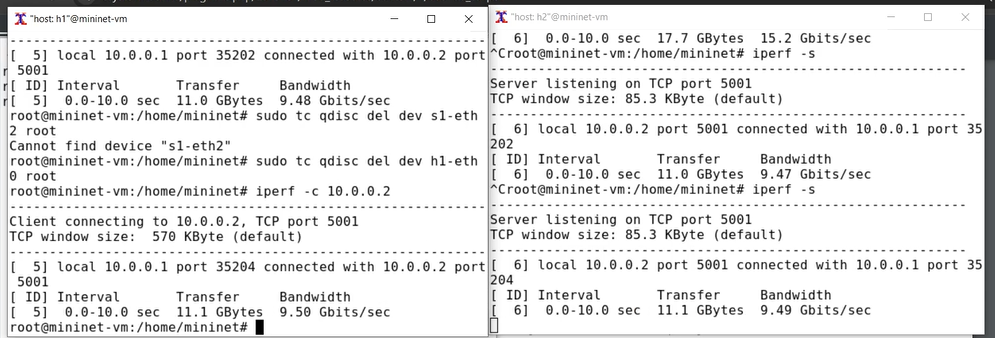 "host: h1"@mininet-vm
--------------------------------------------------------
[  5] local 10.0.0.1 port 35202 connected with 10.0.0.2 port
 5001
[ ID] Interval       Transfer     Bandwidth
[  5]  0.0-10.0 sec  11.0 GBytes  9.48 Gbits/sec
root@mininet-vm:/home/mininet# sudo tc qdisc del dev s1-eth
2 root
Cannot find device "s1-eth2"
root@mininet-vm:/home/mininet# sudo tc qdisc del dev h1-eth
0 root
root@mininet-vm:/home/mininet# iperf -c 10.0.0.2
------------------------------------------------------------
Client connecting to 10.0.0.2, TCP port 5001
TCP window size:  570 KByte (default)
------------------------------------------------------------
[  5] local 10.0.0.1 port 35204 connected with 10.0.0.2 port
 5001
[ ID] Interval       Transfer     Bandwidth
[  5]  0.0-10.0 sec  11.1 GBytes  9.50 Gbits/sec
root@mininet-vm:/home/mininet#
"host: h2"@mininet-vm
[  6]  0.0-10.0 sec  17.7 GBytes  15.2 Gbits/sec
^Croot@mininet-vm:/home/mininet# iperf -s
------------------------------------------------------------
Server listening on TCP port 5001
TCP window size: 85.3 KByte (default)
------------------------------------------------------------
[  6] local 10.0.0.2 port 5001 connected with 10.0.0.1 port 35
202
[ ID] Interval       Transfer     Bandwidth
[  6]  0.0-10.0 sec  11.0 GBytes  9.47 Gbits/sec
^Croot@mininet-vm:/home/mininet# iperf -s
------------------------------------------------------------
Server listening on TCP port 5001
TCP window size: 85.3 KByte (default)
------------------------------------------------------------
[  6] local 10.0.0.2 port 5001 connected with 10.0.0.1 port 35
204
[ ID] Interval       Transfer     Bandwidth
[  6]  0.0-10.0 sec  11.1 GBytes  9.49 Gbits/sec